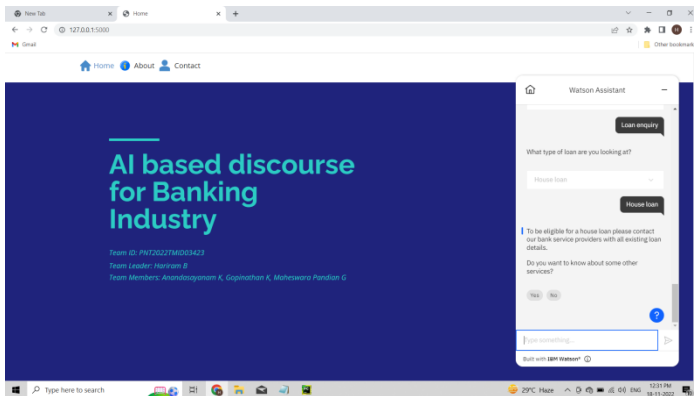 New Tab
Home
127.0.0.1:5000
H
Gmail
Other bookmark
Home
About
Contact
AI based discourse
for Banking
Industry
Team ID: PNT2022TMID03423
Team Leader: Hariram B
Team Members: Anandasayanam K, Gopinathan K, Maheswara Pandian G
Watson Assistant
Loan enquiry
What type of loan are you looking at?
House loan
House loan
To be eligible for a house loan please contact
our bank service providers with all existing loan
details.
Do you want to know about some other
services?
Yes No
?
Type something...
Built with IBM Watson®
Type here to search
29°C Haze
ENG
12:31 PM
18-11-2022